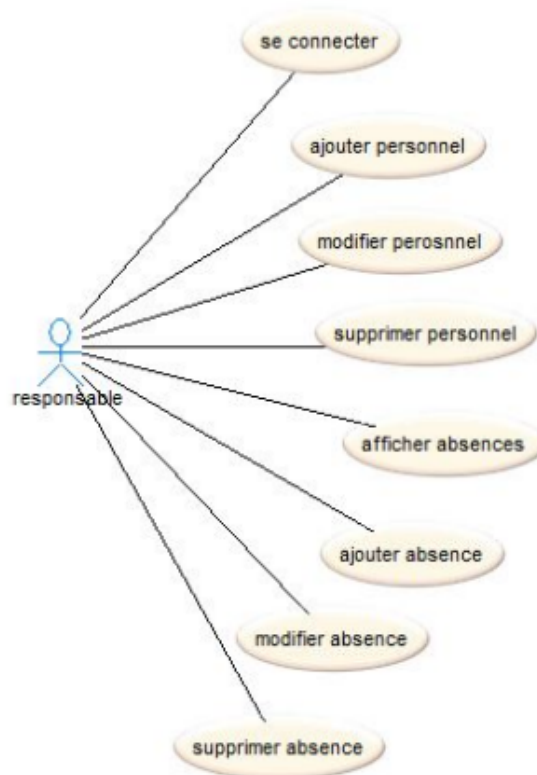 se connecter
ajouter personnel
modifier perosnnel
supprimer personnel
responsable
afficher absences
ajouter absence
modifier absence
supprimer absence